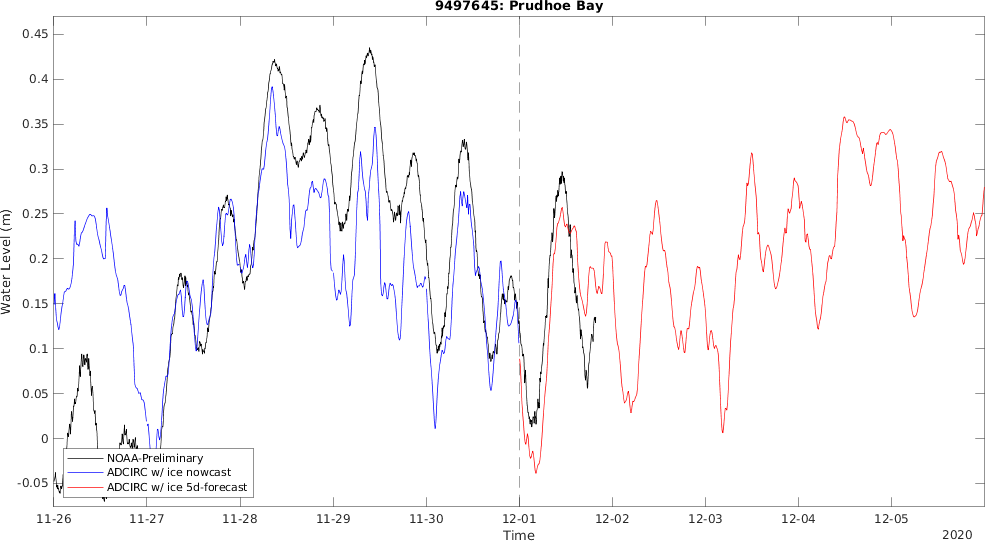 9497645: Prudhoe Bay
0.45
0.4
0.35
0.3
0.25
0.2
0.15
0.1
0.05
0
-0.05
Water Level (m)
NOAA-Preliminary
ADCIRC w/ ice nowcast
ADCIRC w/ ice 5d-forecast
11-26 11-27 11-28 11-29 11-30 12-01 12-02 12-03 12-04 12-05
Time
2020